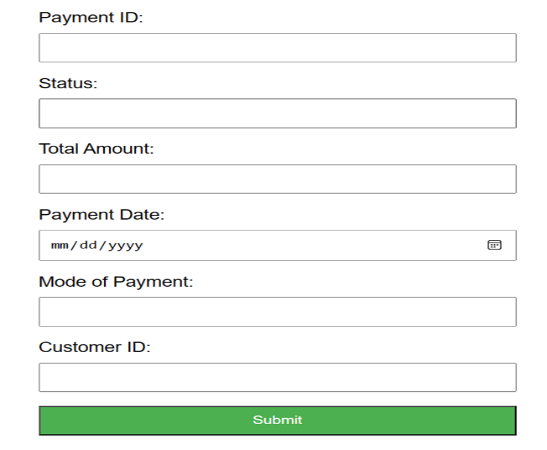 Payment ID:
Status:
Total Amount:
Payment Date:
mm/dd/yyyy
Mode of Payment:
Customer ID:
Submit